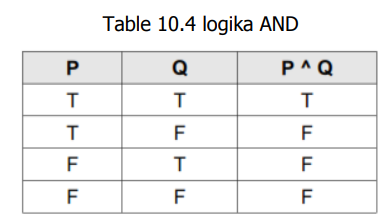 Table 10.4 logika AND
P Q P ^ Q
T T T
T F F
F T F
F F F